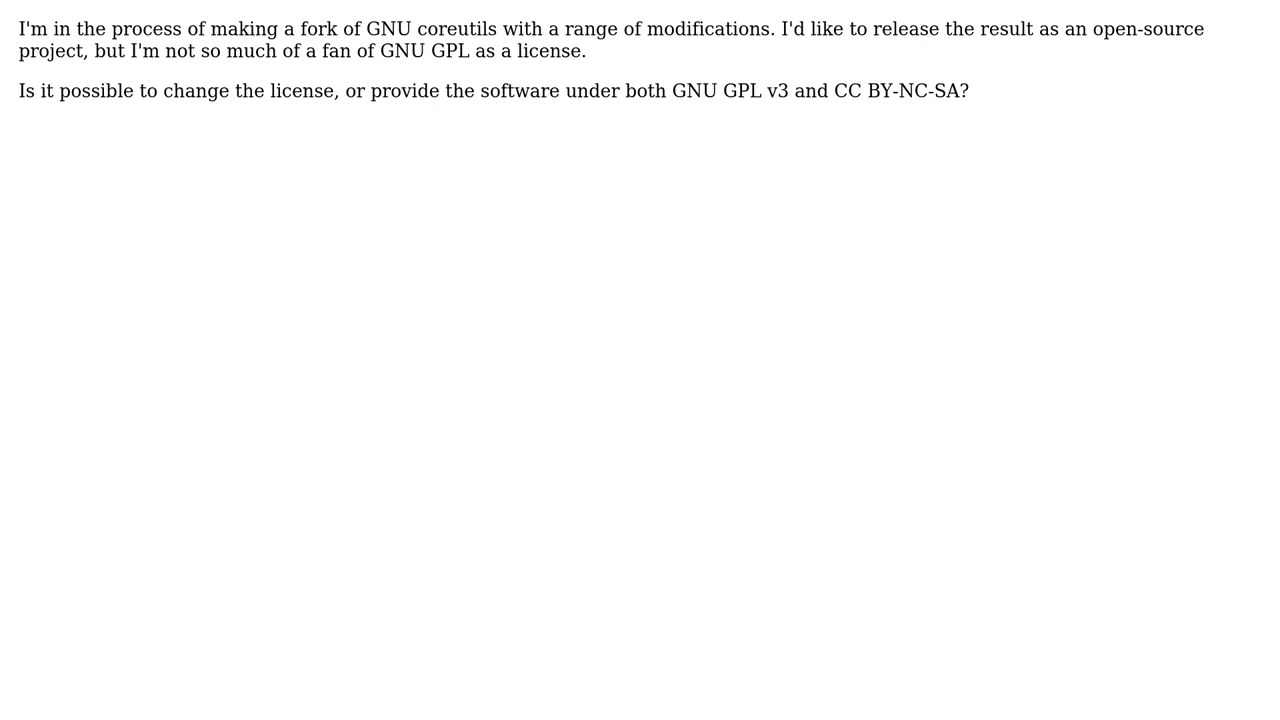 I'm in the process of making a fork of GNU coreutils with a range of modifications. I'd like to release the result as an open-source
project, but I'm not so much of a fan of GNU GPL as a license.
Is it possible to change the license, or provide the software under both GNU GPL v3 and CC BY-NC-SA?